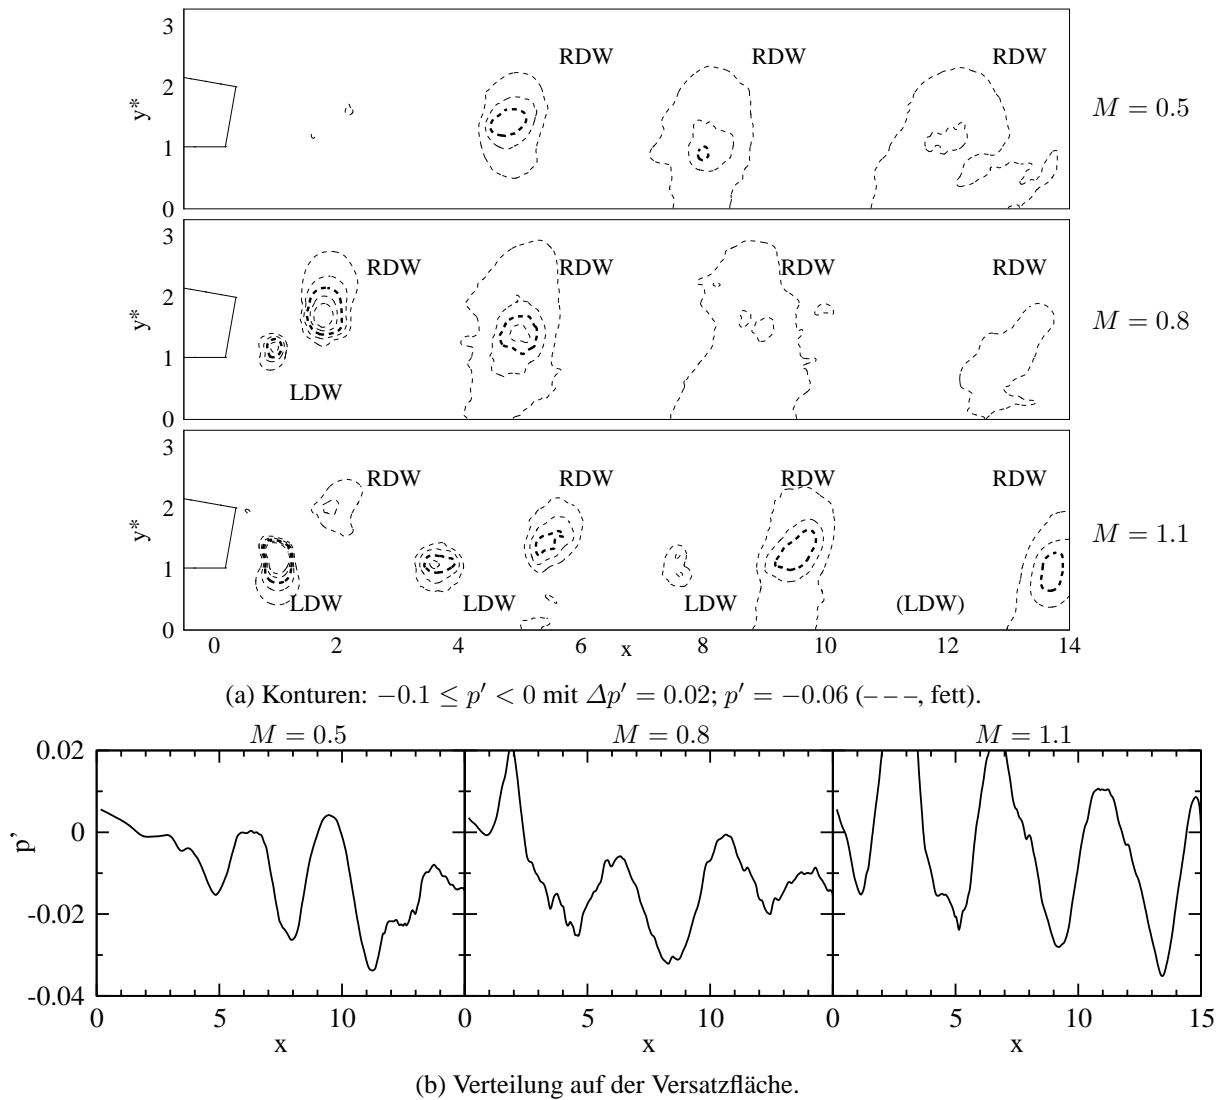 3
RDW RDW RDW
2
y*
M = 0.5
1
0
3
RDW RDW RDW RDW
2
y*
M = 0.8
1
LDW
0
3
RDW RDW RDW RDW
2
y*
M = 1.1
1
LDW LDW LDW (LDW)
0
0 2 4 6 x 8 10 12 14
(a) Konturen: −0.1 ≤ p′ < 0 mit Δp′ = 0.02; p′ = −0.06 (– – –, fett).
M = 0.5 M = 0.8 M = 1.1
0.02
0
p'
-0.02
-0.04
0 10 0 10 0 5 10 15
x x x
(b) Verteilung auf der Versatzfläche.